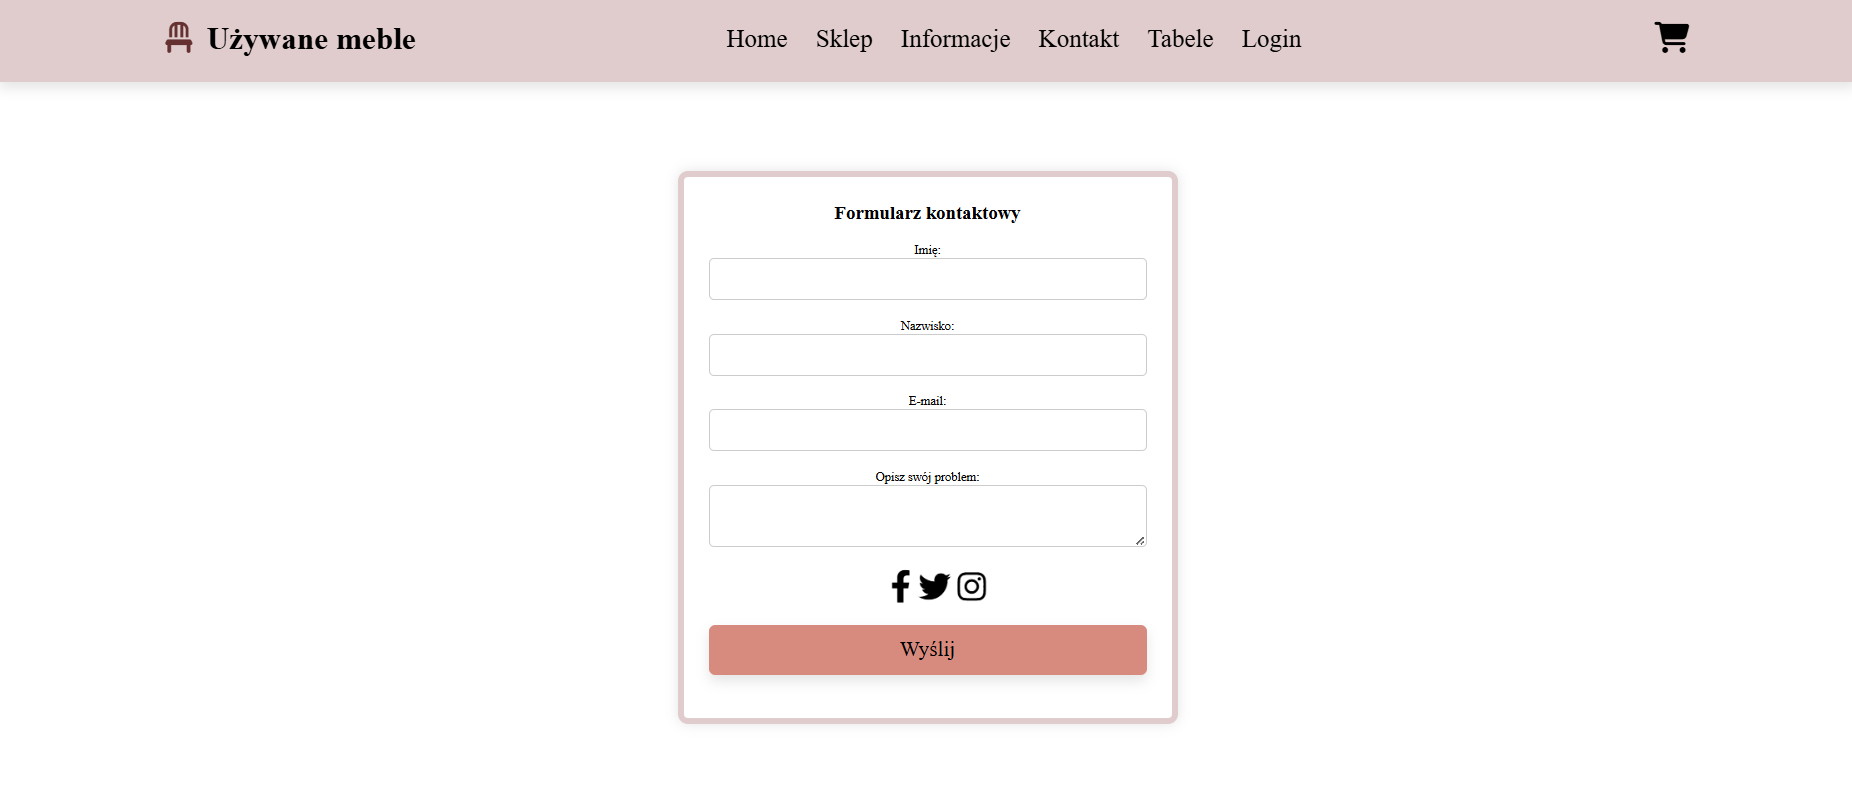 Używane meble
Home Sklep Informacje Kontakt Tabele Login
Formularz kontaktowy
Imię:
Nazwisko:
E-mail:
Opisz swój problem:
Wyślij